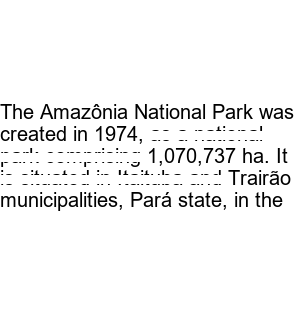 The Amazônia National Park was
created in 1974, as a national
park comprising 1,070,737 ha. It
is situated in Itaituba and Trairão
municipalities, Pará state, in the